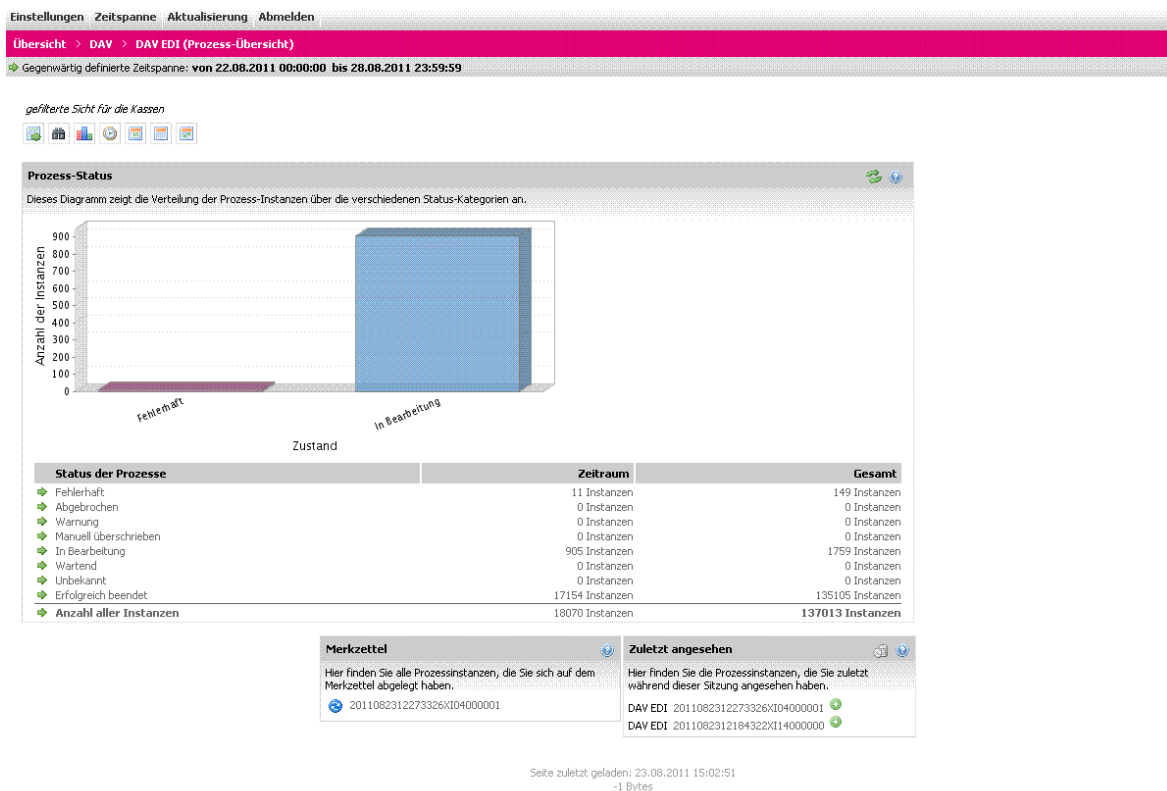 Einstellungen Zeitspanne Aktualisierung Abmelden
Übersicht > DAV > DAV EDI (Prozess-Übersicht)
Gegenwärtig definierte Zeitspanne: von 22.08.2011 00:00:00 bis 28.08.2011 23:59:59
gefilterte Sicht für die Kassen
Prozess-Status
Dieses Diagramm zeigt die Verteilung der Prozess-Instanzen über die verschiedenen Status-Kategorien an.
Anzahl der Instanzen
900
800
700
600
500
400
300
200
100
0
Fehlerhaft
In Bearbeitung
Zustand
Status der Prozesse Zeitraum Gesamt
Fehlerhaft 11 Instanzen 149 Instanzen
Abgebrochen 0 Instanzen 0 Instanzen
Warnung 0 Instanzen 0 Instanzen
Manuell überschrieben 0 Instanzen 0 Instanzen
In Bearbeitung 905 Instanzen 1759 Instanzen
Wartend 0 Instanzen 0 Instanzen
Unbekannt 0 Instanzen 0 Instanzen
Erfolgreich beendet 17154 Instanzen 135105 Instanzen
Anzahl aller Instanzen 18070 Instanzen 137013 Instanzen
Merkzettel
Hier finden Sie alle Prozessinstanzen, die Sie sich auf dem
Merkzettel abgelegt haben.
2011082312273326XI04000001
Zuletzt angesehen
Hier finden Sie die Prozessinstanzen, die Sie zuletzt
während dieser Sitzung angesehen haben.
DAV EDI 2011082312273326XI04000001
DAV EDI 2011082312184322XI14000000
Seite zuletzt geladen: 23.08.2011 15:02:51
-1 Bytes